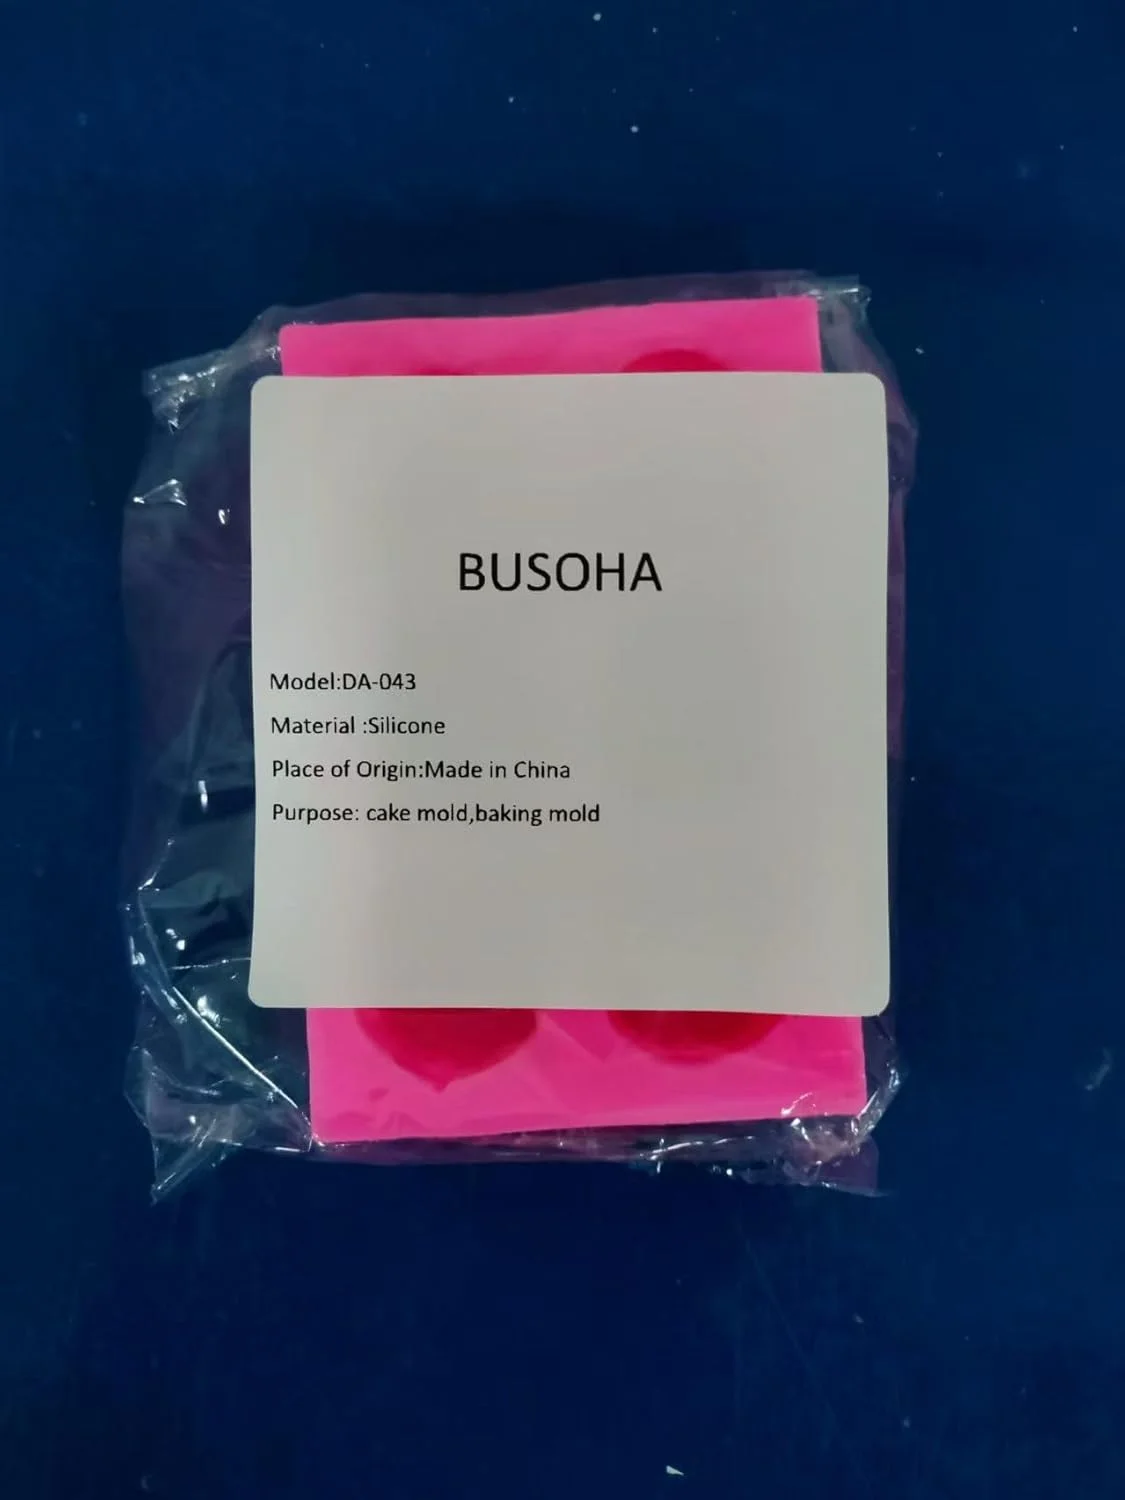 BUSOHA
Model:DA-043
Material :Silicone
Place of Origin:Made in China
Purpose: cake mold,baking mold